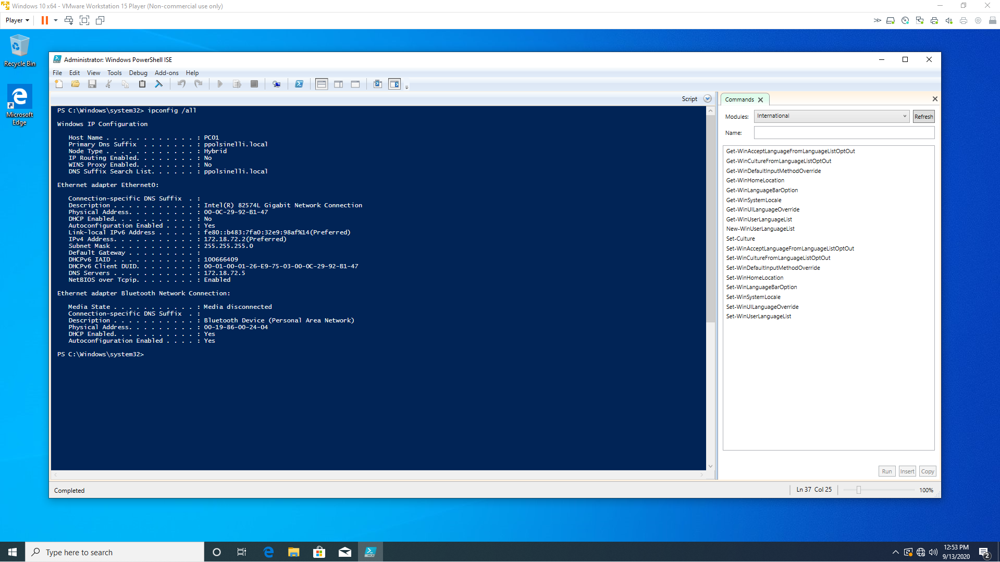 Windows 10 x64 - VMware Workstation 15 Player (Non-commercial use only)
Player
Recycle Bin
Microsoft
Edge
Administrator: Windows PowerShell ISE
File Edit View Tools Debug Add-ons Help
Script
PS C:\Windows\system32> ipconfig /all
Windows IP Configuration
Host Name . . . . . . . . . . . . : PC01
Primary Dns Suffix  . . . . . . . : ppolsinelli.local
Node Type . . . . . . . . . . . . : Hybrid
IP Routing Enabled. . . . . . . . : No
WINS Proxy Enabled. . . . . . . . : No
DNS Suffix Search List. . . . . . : ppolsinelli.local
Ethernet adapter Ethernet0:
Connection-specific DNS Suffix  . :
Description . . . . . . . . . . . : Intel(R) 82574L Gigabit Network Connection
Physical Address. . . . . . . . . : 00-0C-29-92-B1-47
DHCP Enabled. . . . . . . . . . . : No
Autoconfiguration Enabled . . . . : Yes
Link-local IPv6 Address . . . . . : fe80::b483:7fa0:32e9:98af%14(Preferred)
IPv4 Address. . . . . . . . . . . : 172.18.72.2(Preferred)
Subnet Mask . . . . . . . . . . . : 255.255.255.0
Default Gateway . . . . . . . . . :
DHCPv6 IAID . . . . . . . . . . . : 100666409
DHCPv6 Client DUID. . . . . . . . : 00-01-00-01-26-E9-75-03-00-0C-29-92-B1-47
DNS Servers . . . . . . . . . . . : 172.18.72.5
NetBIOS over Tcpip. . . . . . . . : Enabled
Ethernet adapter Bluetooth Network Connection:
Media State . . . . . . . . . . . : Media disconnected
Connection-specific DNS Suffix  . :
Description . . . . . . . . . . . : Bluetooth Device (Personal Area Network)
Physical Address. . . . . . . . . : 00-19-86-00-24-04
DHCP Enabled. . . . . . . . . . . : Yes
Autoconfiguration Enabled . . . . : Yes
PS C:\Windows\system32>
Commands
Modules: International Refresh
Name:
Get-WinAcceptLanguageFromLanguageListOptOut
Get-WinCultureFromLanguageListOptOut
Get-WinDefaultInputMethodOverride
Get-WinHomeLocation
Get-WinLanguageBarOption
Get-WinSystemLocale
Get-WinUILanguageOverride
Get-WinUserLanguageList
New-WinUserLanguageList
Set-Culture
Set-WinAcceptLanguageFromLanguageListOptOut
Set-WinCultureFromLanguageListOptOut
Set-WinDefaultInputMethodOverride
Set-WinHomeLocation
Set-WinLanguageBarOption
Set-WinSystemLocale
Set-WinUILanguageOverride
Set-WinUserLanguageList
Run Insert Copy
Completed
Ln 37 Col 25
100%
Type here to search
12:53 PM
9/13/2020
2